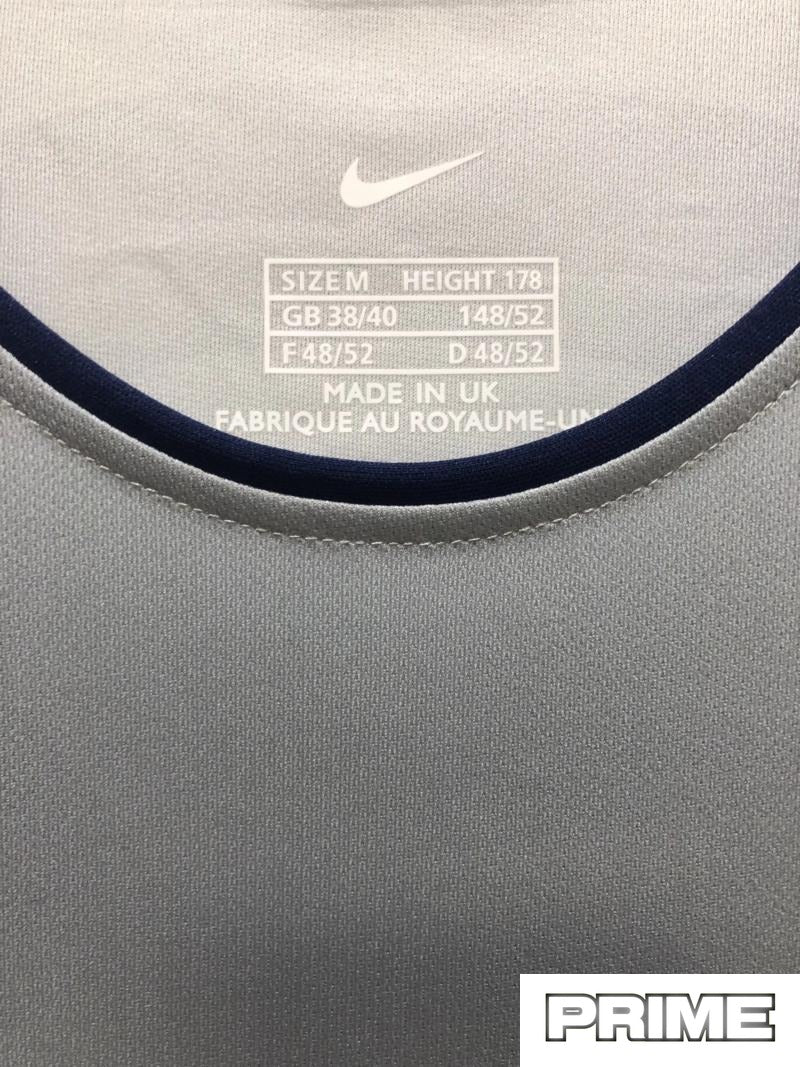 SIZE M HEIGHT 178
GB 38/40 148/52
F 48/52 D 48/52
MADE IN UK
FABRIQUE AU ROYAUME-UN
PRIME